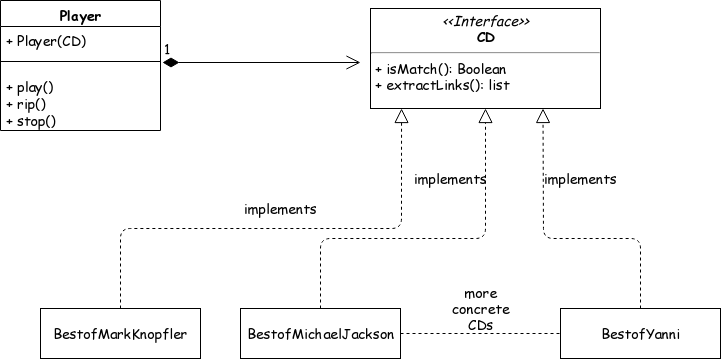 Player
+ Player(CD)
+ play()
+ rip()
+ stop()
1
<<Interface>>
CD
+ isMatch(): Boolean
+ extractLinks(): list
implements
implements
implements
more
concrete
CDs
BestofMarkKnopfler
BestofMichaelJackson
BestofYanni